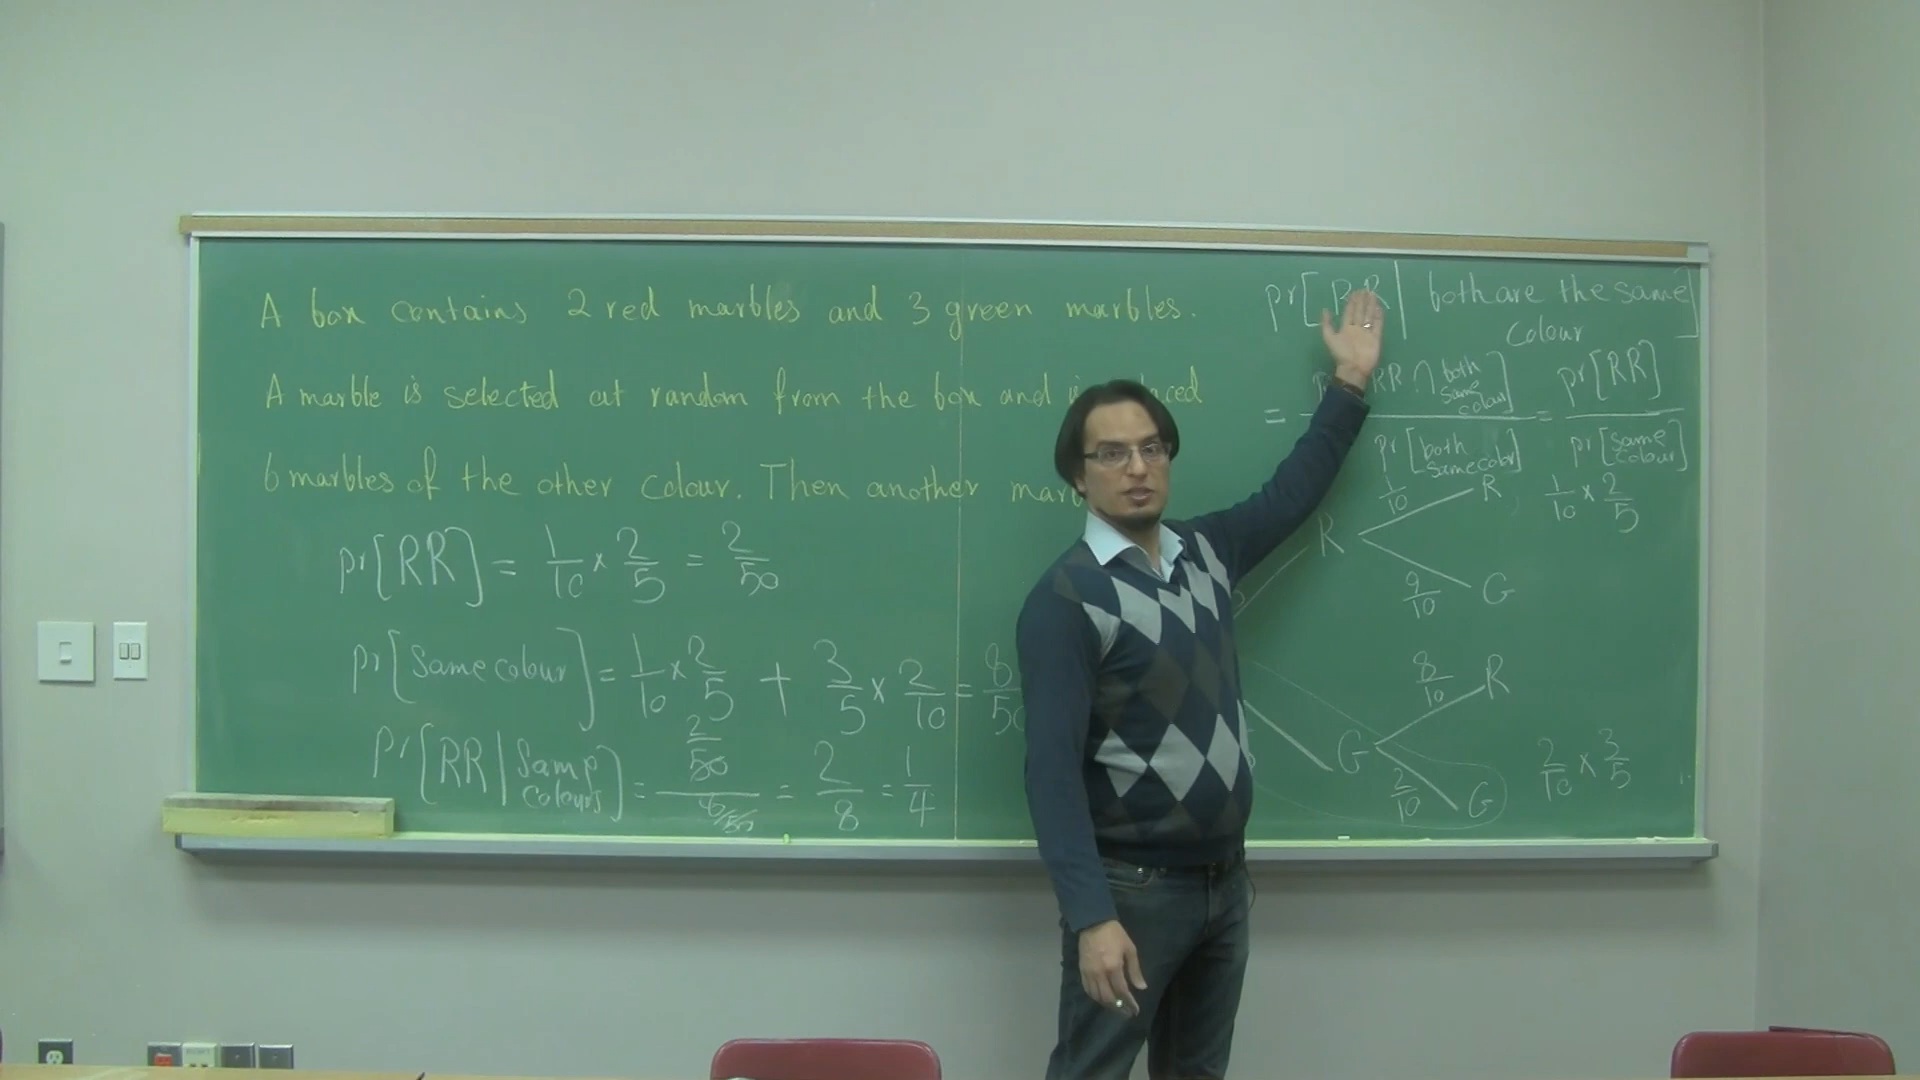 A box contains 2 red marbles and 3 green marbles.
A marble is selected at random from the box and is
6 marbles of the other colour. Then another
pr[RR] = 1/10 × 2/5 = 2/50
pr[Same colour] = 1/10 × 2/5 + 3/5 × 2/10 = 8/50
pr[RR | Same colours] = = 2/8 = 1/4
pr[RR | both are the same colour]
= pr[RR ∩ both same colour] / pr[both same color] = pr[RR] / pr[same colour]
1/10 R 1/10 × 2/5
R
9/10 G
8/10 R
G 2/10 × 3/5
2/10 G